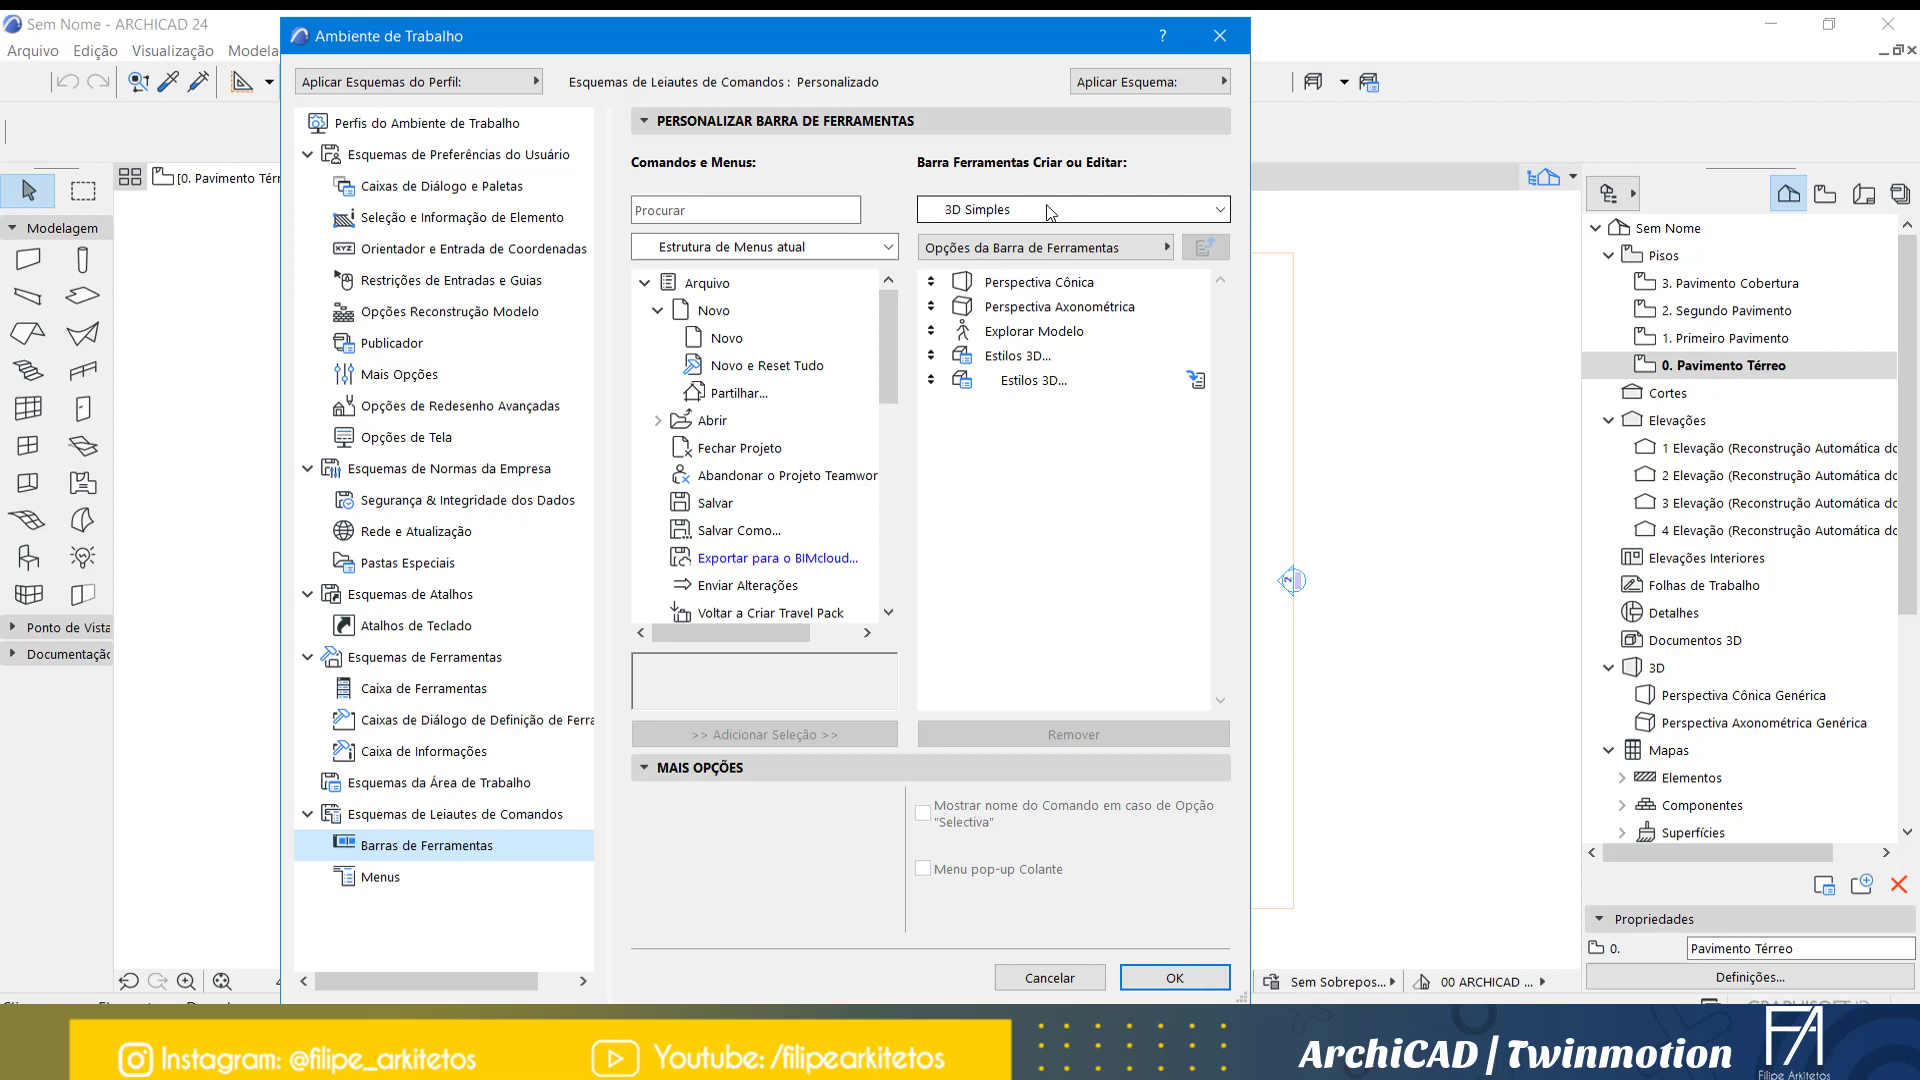 Sem Nome - ARCHICAD 24
Arquivo Edição Visualização Modela
Ambiente de Trabalho
?
Aplicar Esquemas do Perfil:
Esquemas de Leiautes de Comandos : Personalizado
Aplicar Esquema:
Perfis do Ambiente de Trabalho
Esquemas de Preferências do Usuário
Caixas de Diálogo e Paletas
Seleção e Informação de Elemento
Orientador e Entrada de Coordenadas
Restrições de Entradas e Guias
Opções Reconstrução Modelo
Publicador
Mais Opções
Opções de Redesenho Avançadas
Opções de Tela
Esquemas de Normas da Empresa
Segurança & Integridade dos Dados
Rede e Atualização
Pastas Especiais
Esquemas de Atalhos
Atalhos de Teclado
Esquemas de Ferramentas
Caixa de Ferramentas
Caixas de Diálogo de Definição de Ferra
Caixa de Informações
Esquemas da Área de Trabalho
Esquemas de Leiautes de Comandos
Barras de Ferramentas
Menus
PERSONALIZAR BARRA DE FERRAMENTAS
Comandos e Menus:
Procurar
Estrutura de Menus atual
Arquivo
Novo
Novo
Novo e Reset Tudo
Partilhar...
Abrir
Fechar Projeto
Abandonar o Projeto Teamwor
Salvar
Salvar Como...
Exportar para o BIMcloud...
Enviar Alterações
Voltar a Criar Travel Pack
>> Adicionar Seleção >>
Barra Ferramentas Criar ou Editar:
3D Simples
Opções da Barra de Ferramentas
Perspectiva Cônica
Perspectiva Axonométrica
Explorar Modelo
Estilos 3D...
Estilos 3D...
Remover
MAIS OPÇÕES
Mostrar nome do Comando em caso de Opção
"Selectiva"
Menu pop-up Colante
Cancelar
OK
[0. Pavimento Térr
Modelagem
Ponto de Vista
Documentação
2
Sem Nome
Pisos
3. Pavimento Cobertura
2. Segundo Pavimento
1. Primeiro Pavimento
0. Pavimento Térreo
Cortes
Elevações
1 Elevação (Reconstrução Automática do
2 Elevação (Reconstrução Automática do
3 Elevação (Reconstrução Automática do
4 Elevação (Reconstrução Automática do
Elevações Interiores
Folhas de Trabalho
Detalhes
Documentos 3D
3D
Perspectiva Cônica Genérica
Perspectiva Axonométrica Genérica
Mapas
Elementos
Componentes
Superfícies
Propriedades
0.
Pavimento Térreo
Definições...
Sem Sobrepos...
00 ARCHICAD ...
Instagram: @filipe_arkitetos
Youtube: /filipearkitetos
ArchiCAD | Twinmotion
FA
Filipe Arkitetos